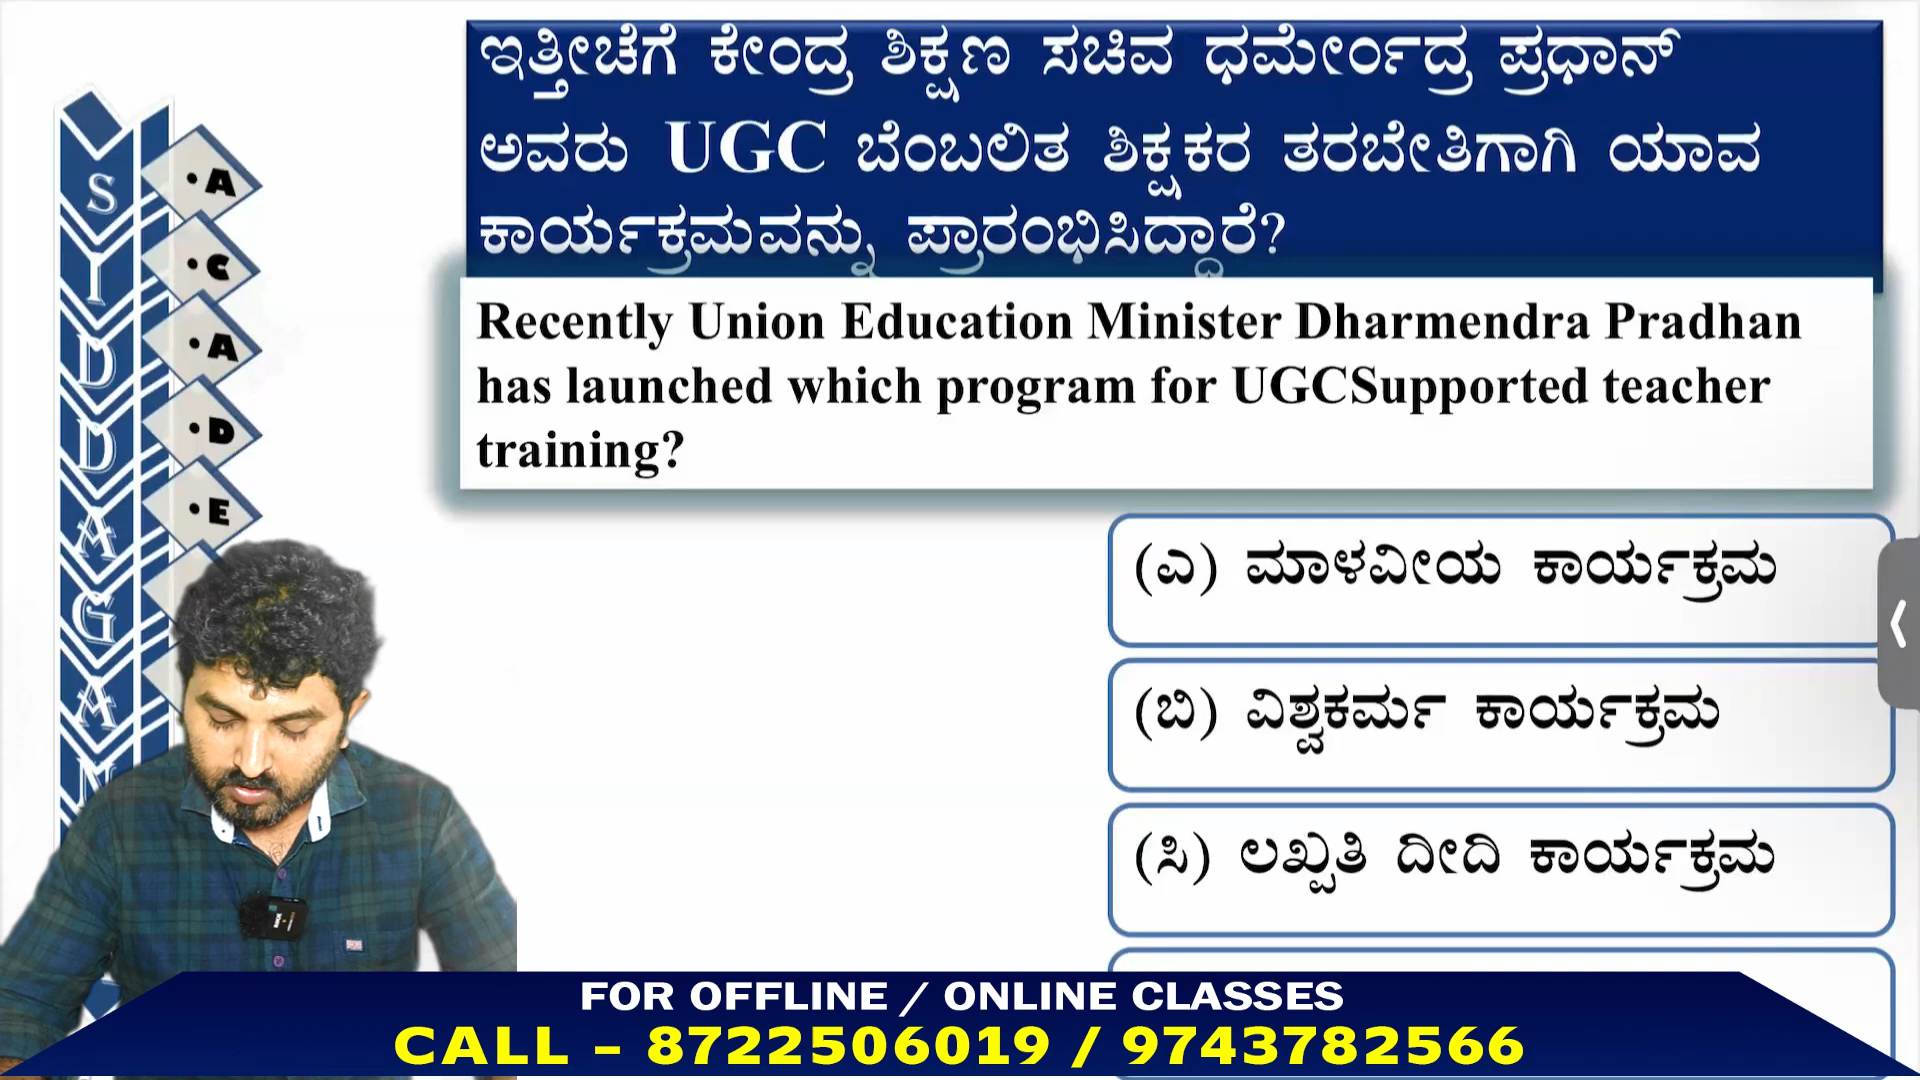 ಇತ್ತೀಚೆಗೆ ಕೇಂದ್ರ ಶಿಕ್ಷಣ ಸಚಿವ ಧರ್ಮೇಂದ್ರ ಪ್ರಧಾನ್
ಅವರು UGC ಬೆಂಬಲಿತ ಶಿಕ್ಷಕರ ತರಬೇತಿಗಾಗಿ ಯಾವ
ಕಾರ್ಯಕ್ರಮವನ್ನು ಪ್ರಾರಂಭಿಸಿದ್ದಾರೆ?
Recently Union Education Minister Dharmendra Pradhan
has launched which program for UGCSupported teacher
training?
(ಎ) ಮಾಳವೀಯ ಕಾರ್ಯಕ್ರಮ
(ಬಿ) ವಿಶ್ವಕರ್ಮ ಕಾರ್ಯಕ್ರಮ
(ಸಿ) ಲಖ್ಪತಿ ದೀದಿ ಕಾರ್ಯಕ್ರಮ
S
I
D
D
A
G
A
N
• A
• C
• A
• D
• E
FOR OFFLINE / ONLINE CLASSES
CALL – 8722506019 / 9743782566